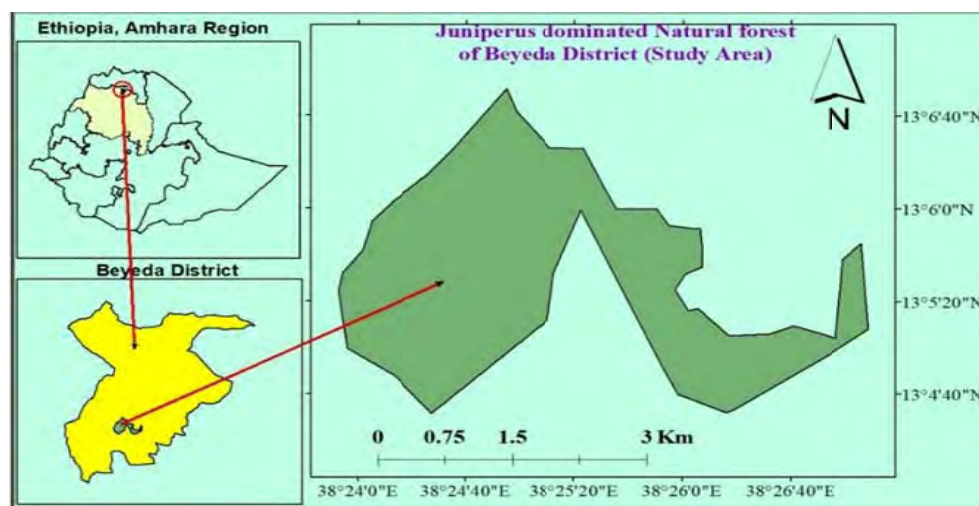 Ethiopia, Amhara Region
Beyeda District
Juniperus dominated Natural forest
of Beyeda District (Study Area)
N
13°6'40"N
13°6'0"N
13°5'20"N
13°4'40"N
0 0.75 1.5 3 Km
38°24'0"E 38°24'40"E 38°25'20"E 38°26'0"E 38°26'40"E